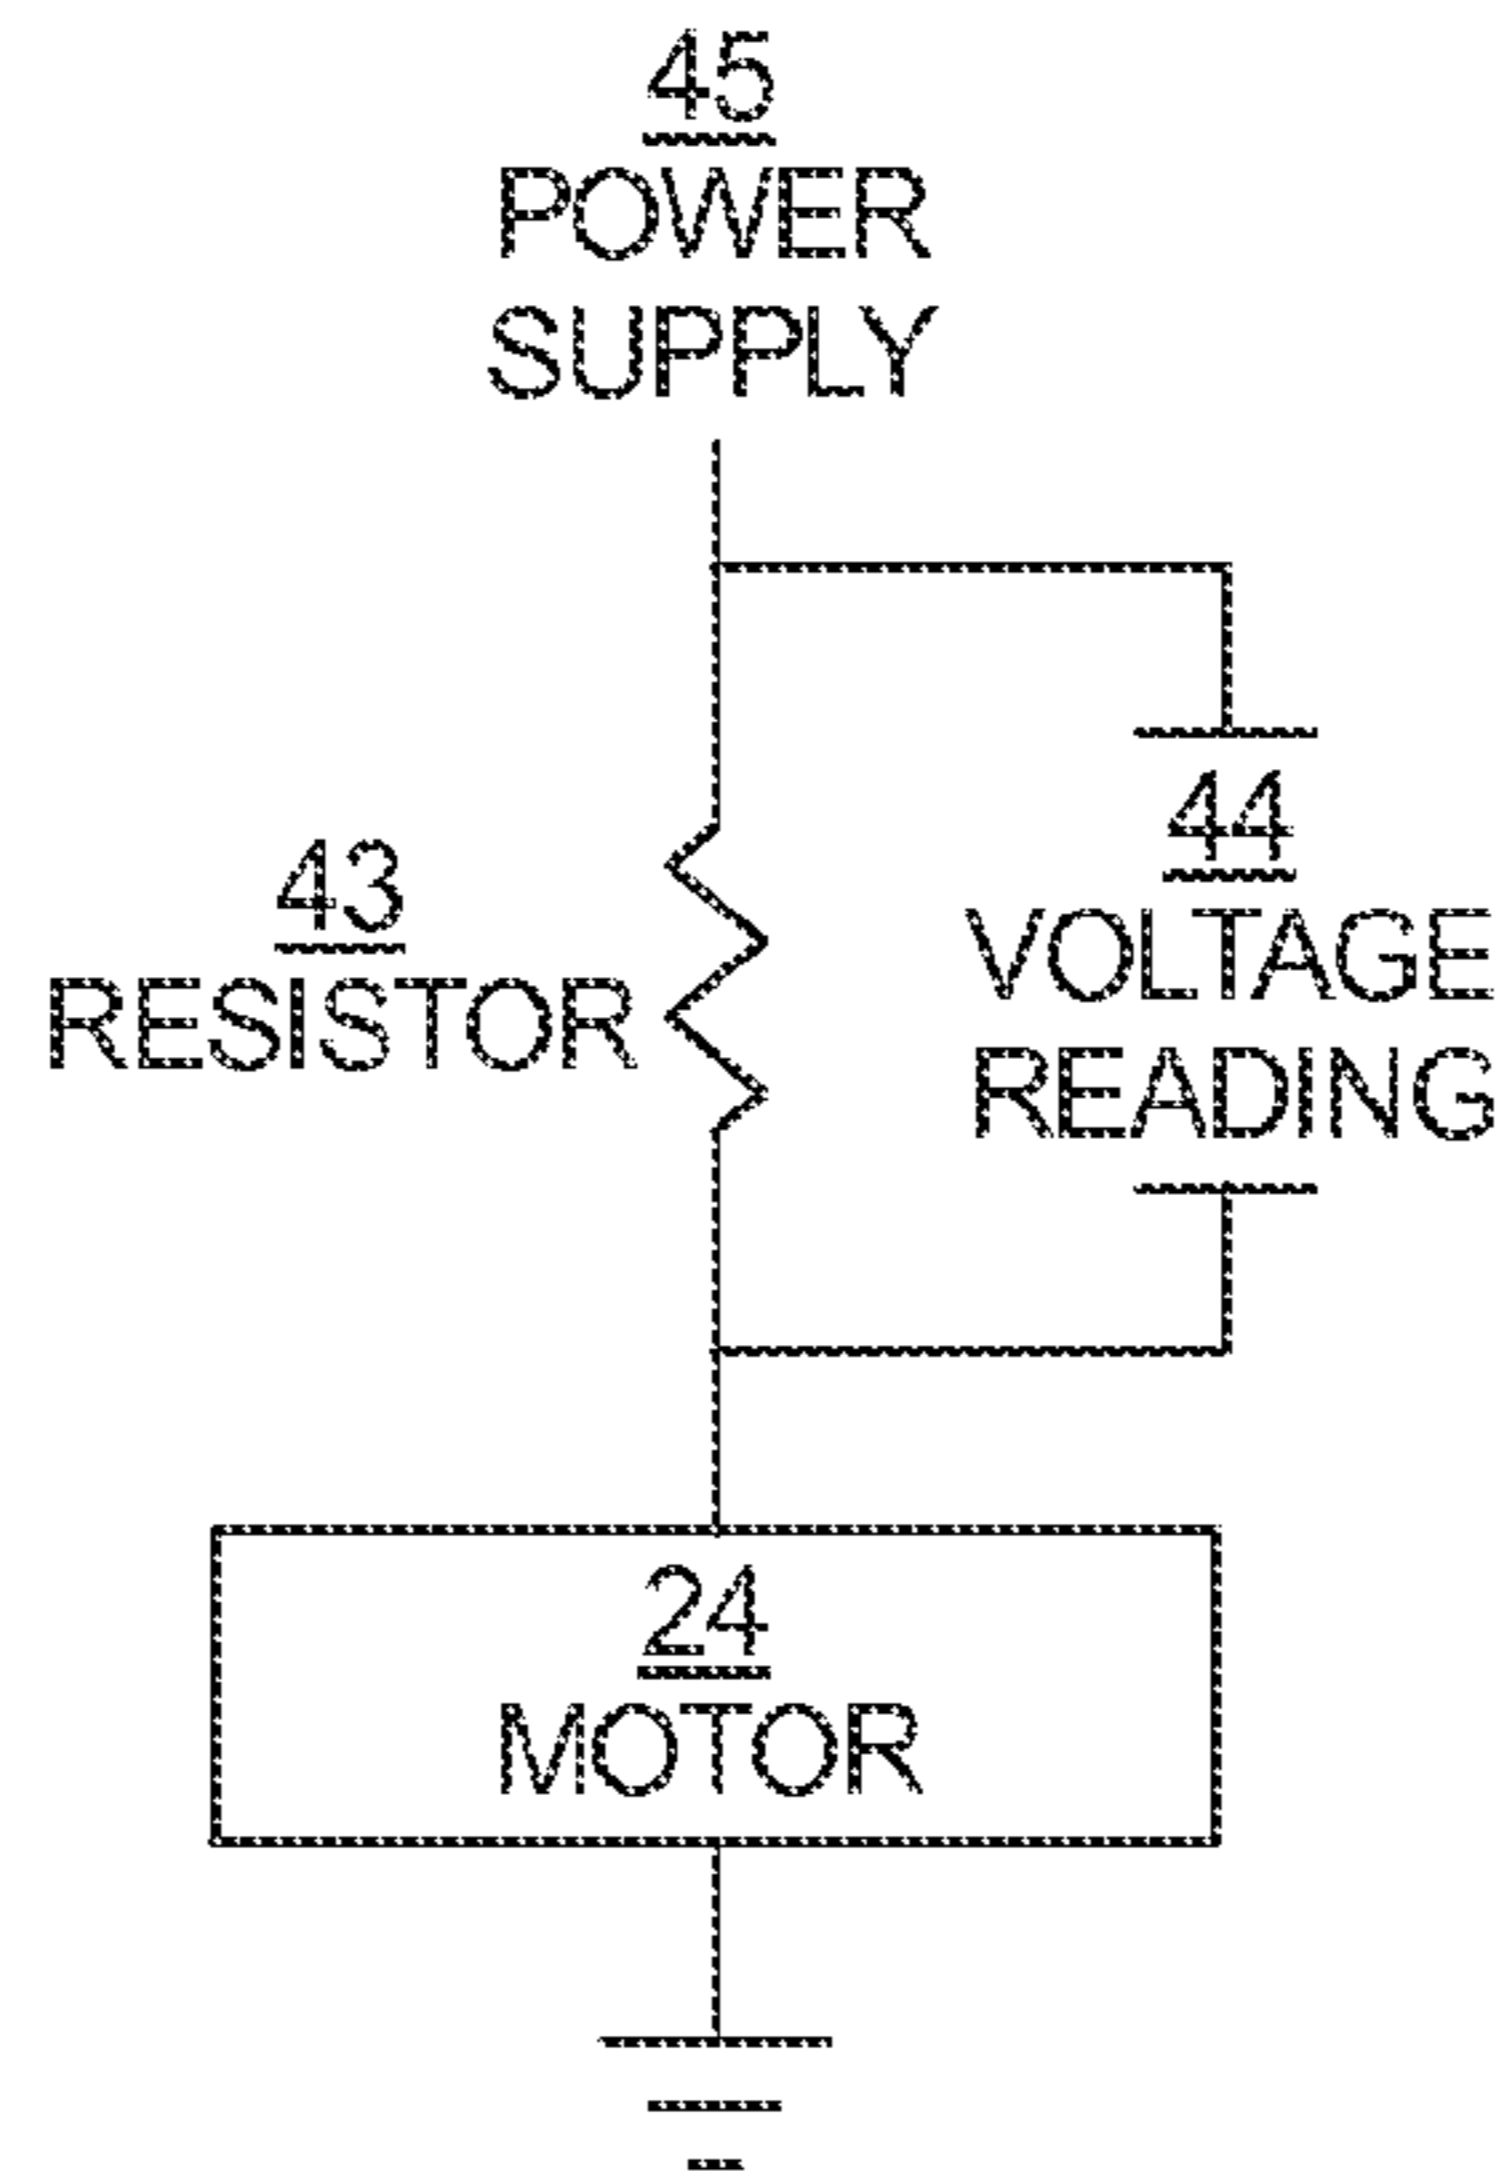 45
POWER
SUPPLY
43
RESISTOR
44
VOLTAGE
READING
24
MOTOR